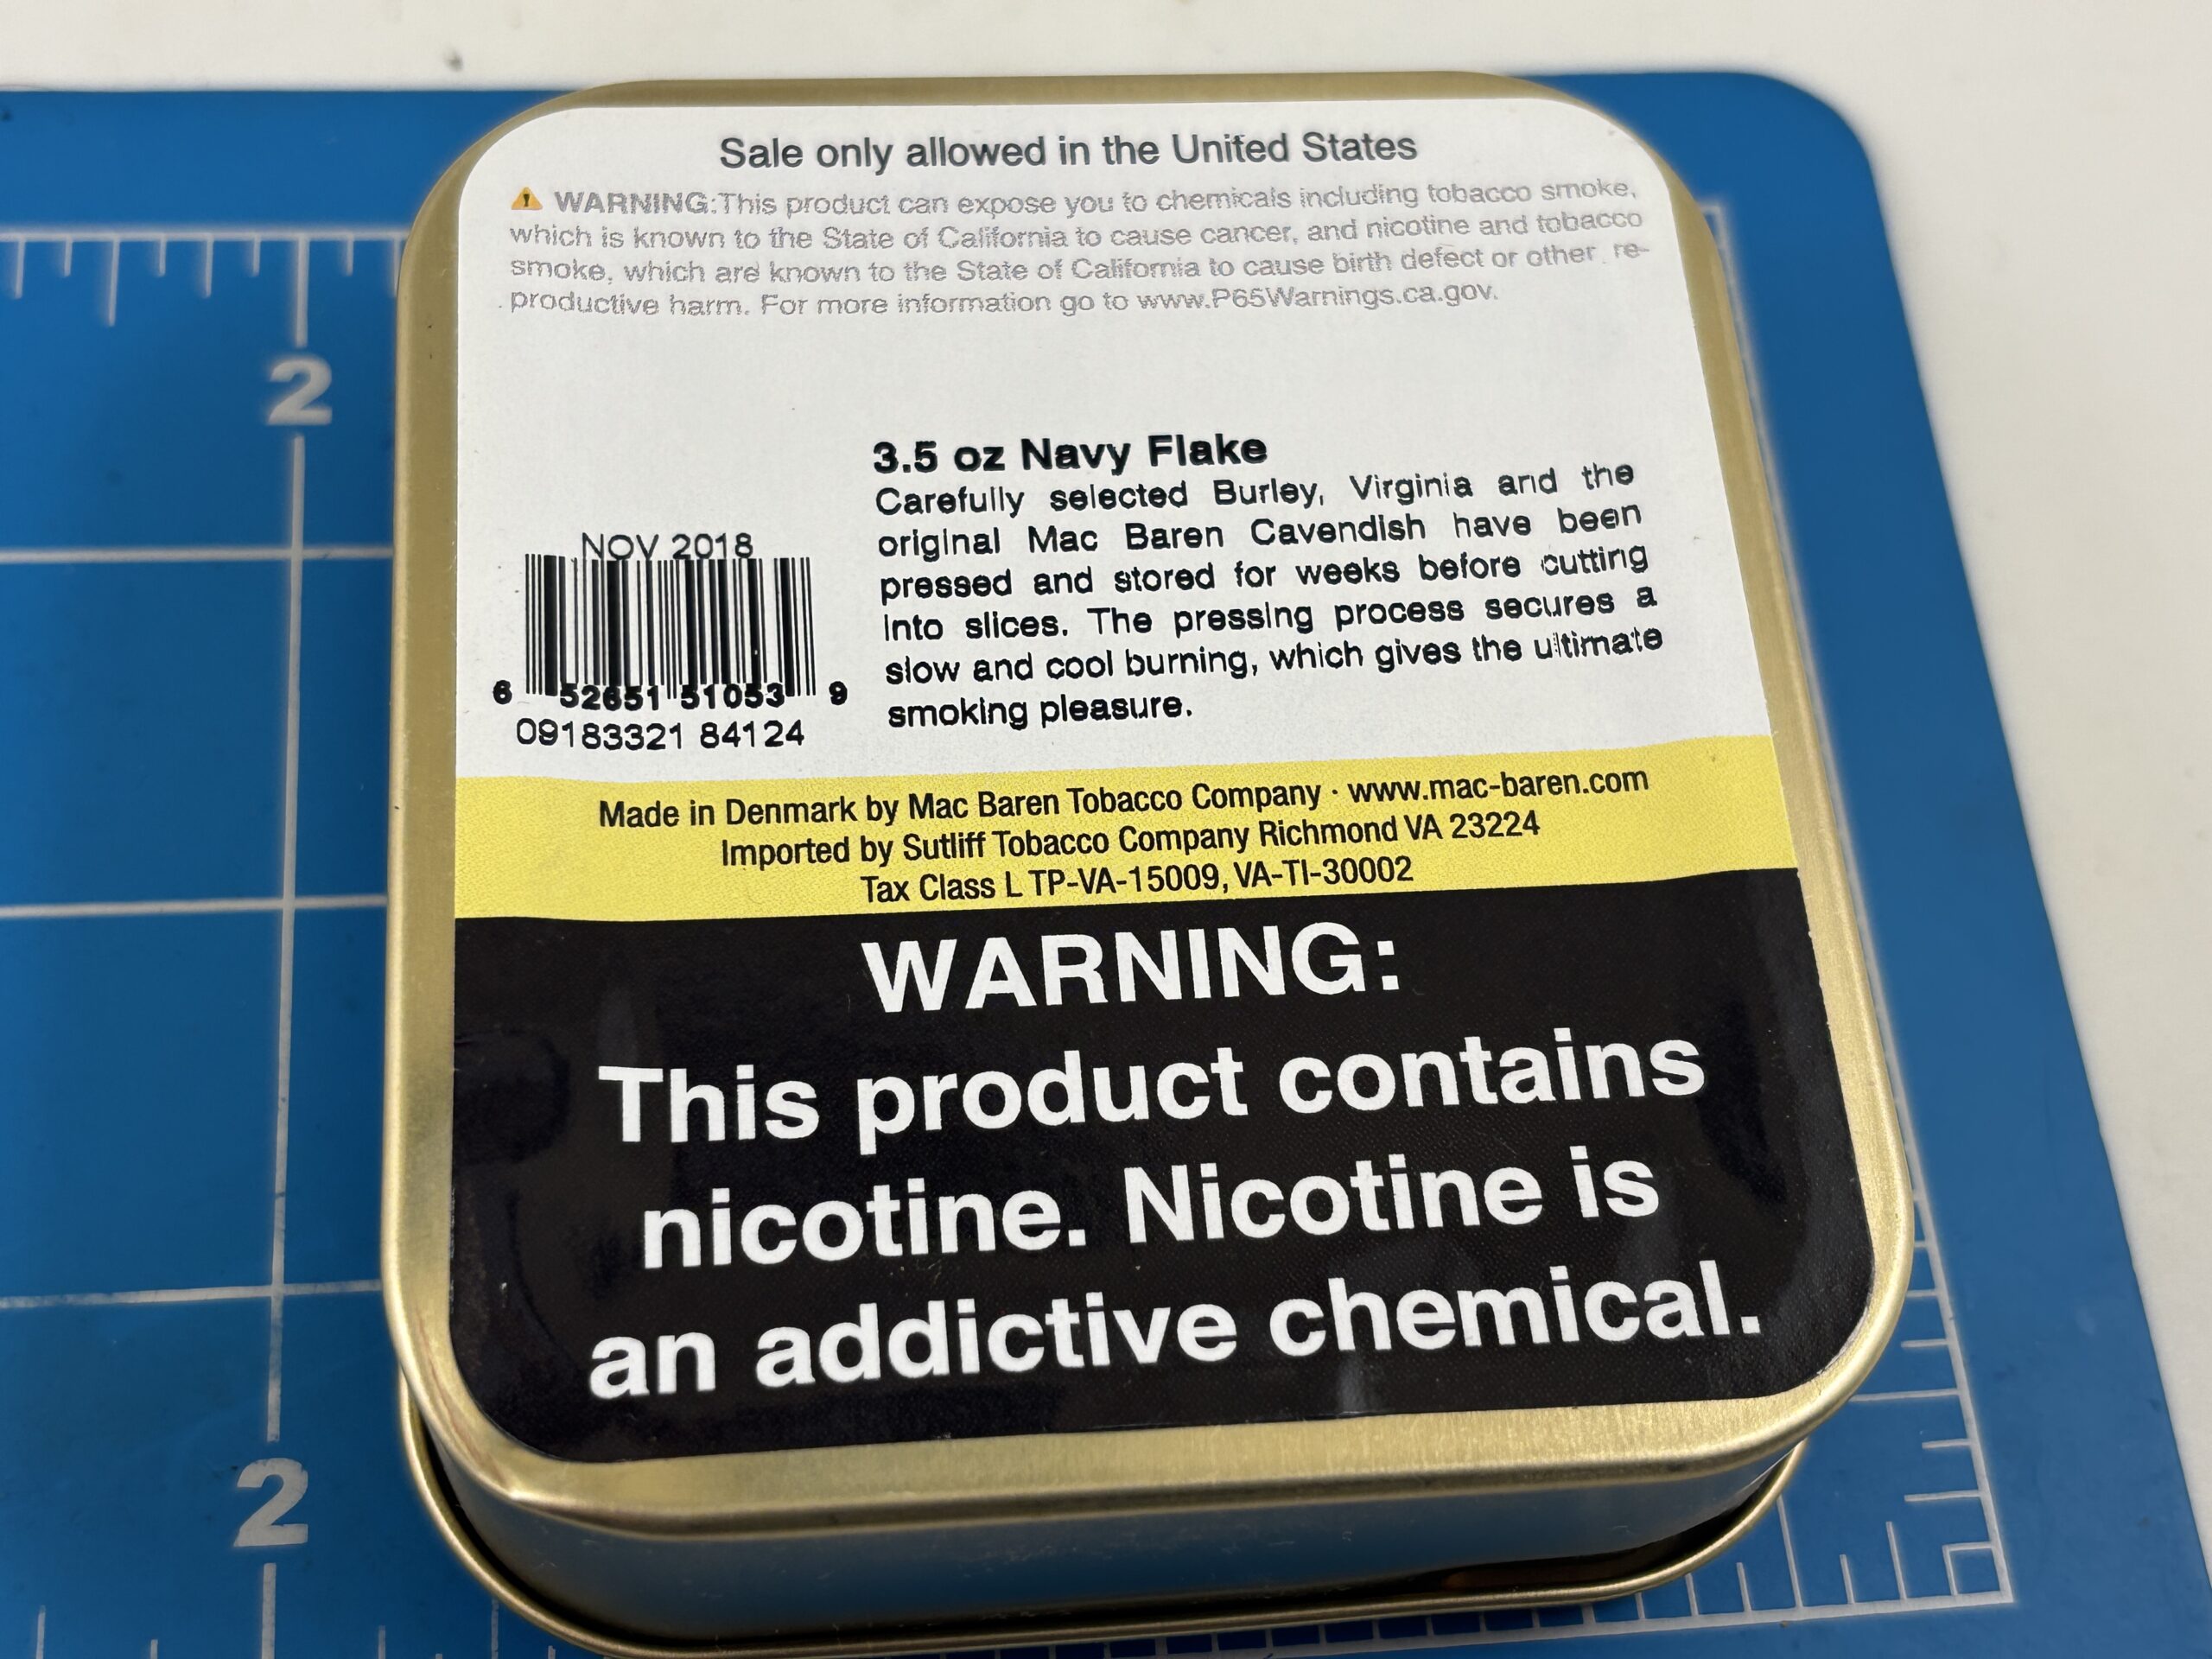 Sale only allowed in the United States
⚠ WARNING:This product can expose you to chemicals including tobacco smoke,
which is known to the State of California to cause cancer, and nicotine and tobacco
smoke, which are known to the State of California to cause birth defect or other re-
productive harm. For more information go to www.P65Warnings.ca.gov.
3.5 oz Navy Flake
Carefully selected Burley, Virginia and the
original Mac Baren Cavendish have been
pressed and stored for weeks before cutting
into slices. The pressing process secures a
slow and cool burning, which gives the ultimate
smoking pleasure.
NOV 2018
6 52651 51053 9
09183321 84124
Made in Denmark by Mac Baren Tobacco Company · www.mac-baren.com
Imported by Sutliff Tobacco Company Richmond VA 23224
Tax Class L TP-VA-15009, VA-TI-30002
WARNING:
This product contains
nicotine. Nicotine is
an addictive chemical.
2
2